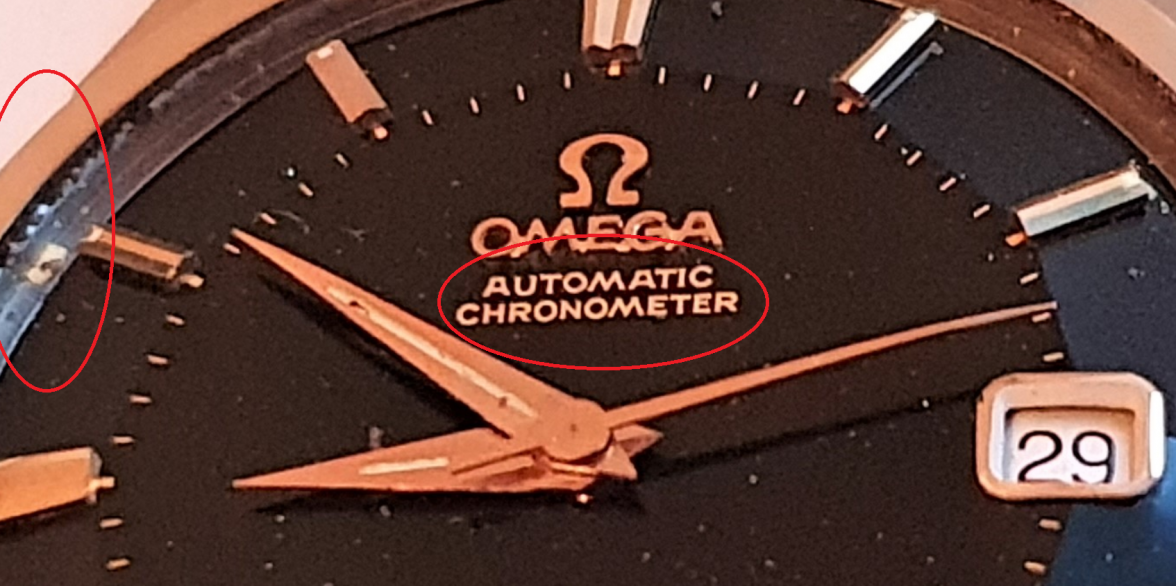 Ω
OMEGA
AUTOMATIC
CHRONOMETER
29